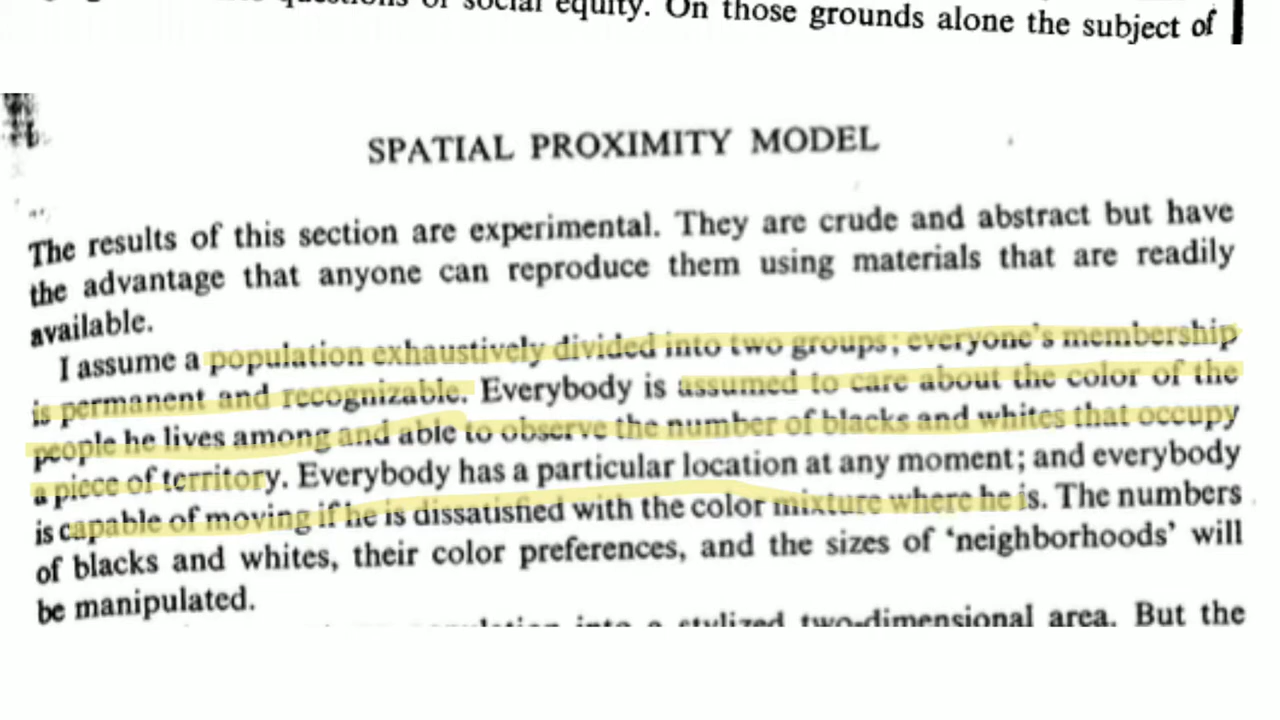 questions of social equity. On those grounds alone the subject of
SPATIAL PROXIMITY MODEL
The results of this section are experimental. They are crude and abstract but have
the advantage that anyone can reproduce them using materials that are readily
available.
I assume a population exhaustively divided into two groups; everyone's membership
is permanent and recognizable. Everybody is assumed to care about the color of the
people he lives among and able to observe the number of blacks and whites that occupy
a piece of territory. Everybody has a particular location at any moment; and everybody
is capable of moving if he is dissatisfied with the color mixture where he is. The numbers
of blacks and whites, their color preferences, and the sizes of 'neighborhoods' will
be manipulated.
into a stylized two-dimensional area. But the